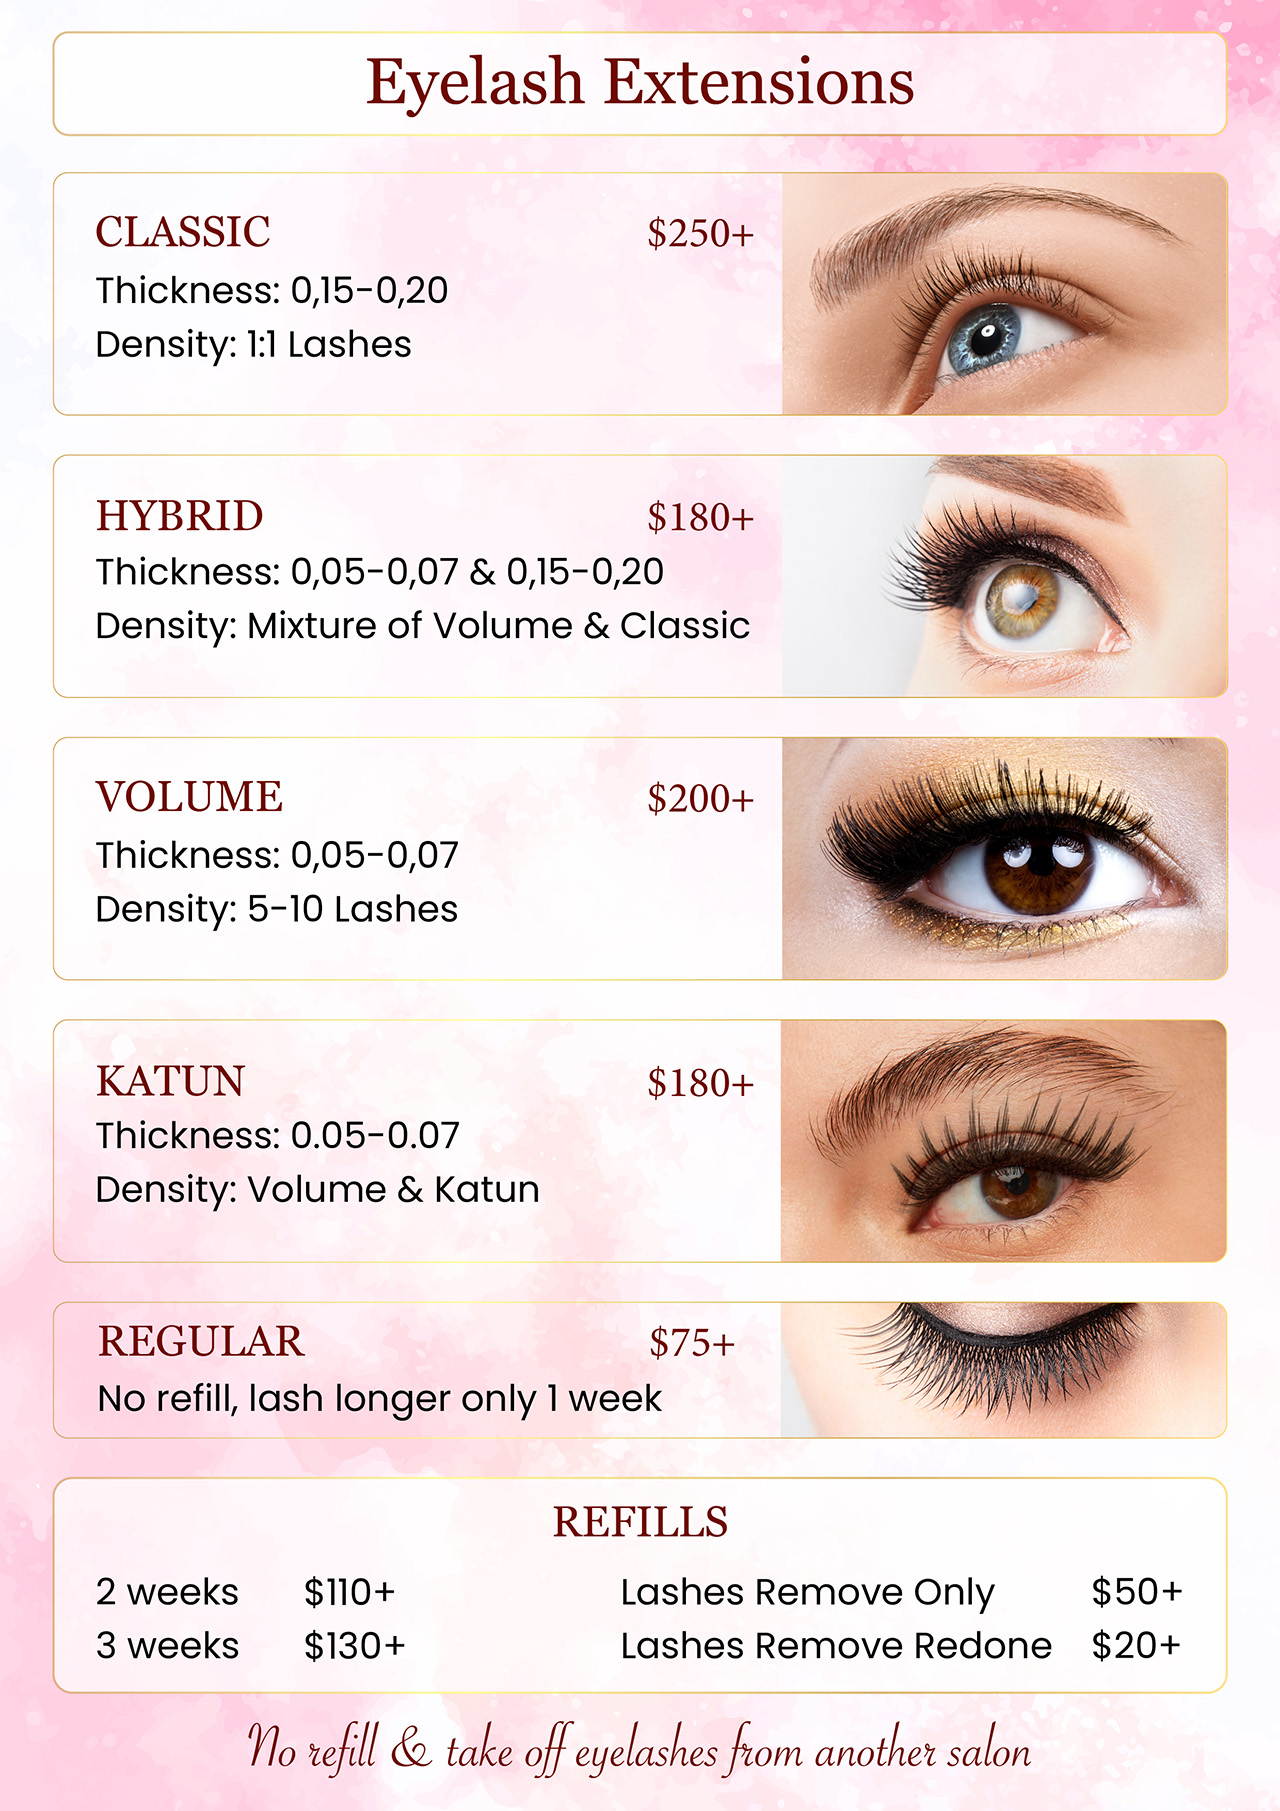 Eyelash Extensions
CLASSIC $250+
Thickness: 0,15-0,20
Density: 1:1 Lashes
HYBRID $180+
Thickness: 0,05-0,07 & 0,15-0,20
Density: Mixture of Volume & Classic
VOLUME $200+
Thickness: 0,05-0,07
Density: 5-10 Lashes
KATUN $180+
Thickness: 0.05-0.07
Density: Volume & Katun
REGULAR $75+
No refill, lash longer only 1 week
REFILLS
2 weeks $110+ Lashes Remove Only $50+
3 weeks $130+ Lashes Remove Redone $20+
No refill & take off eyelashes from another salon